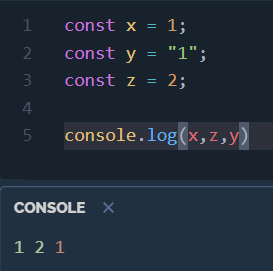 1 const x = 1;
2 const y = "1";
3 const z = 2;
4
5 console.log(x,z,y)
CONSOLE ×
1 2 1